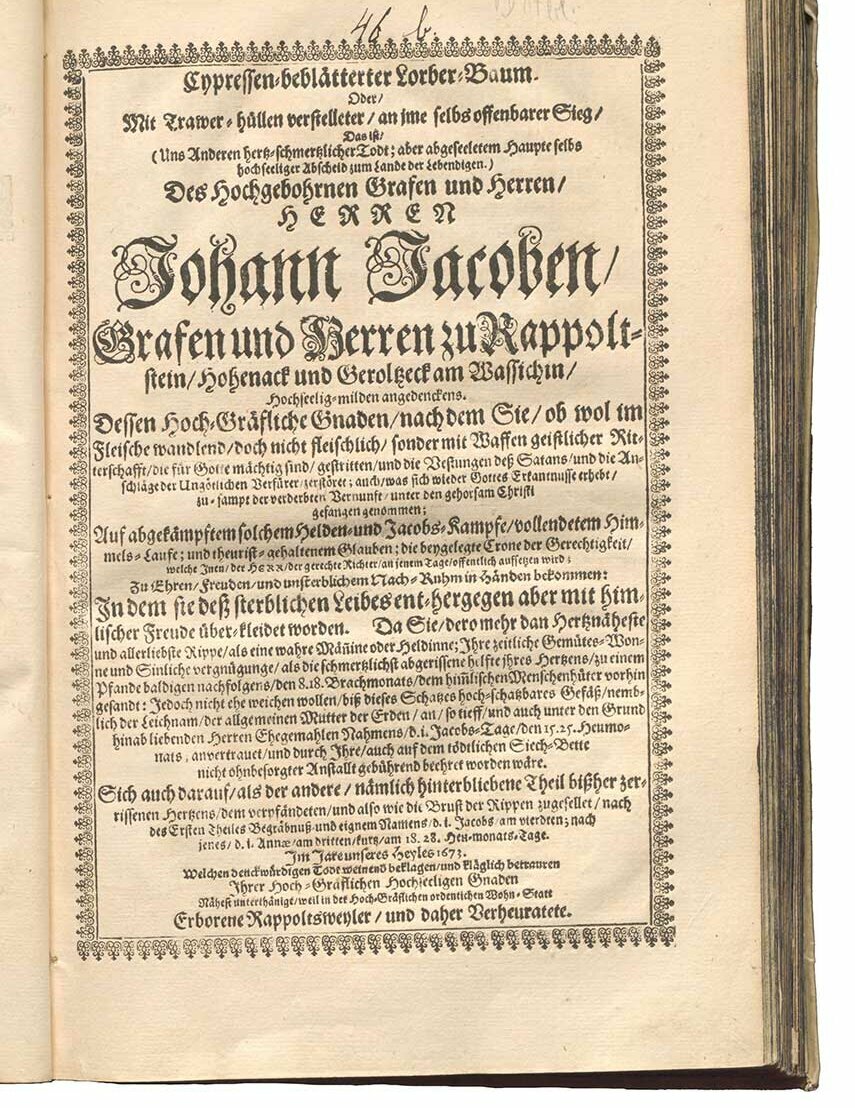 46 b.
Cypressen-beblätterter Lorber-Baum.
Oder/
Mit Trawer-hüllen verstelleter/an jme selbs offenbarer Sieg/
Das ist/
(Uns Anderen hertz-schmertzlicher Todt; aber abgeseeletem Haupte selbs
hochseeliger Abscheid zum Lande der Lebendigen.)
Des Hochgebohrnen Grafen und Herren/
HERREN
Johann Jacoben/
Grafen und Herren zu Rappolt-
stein/Hohenack und Geroltzeck am Wassichin/
Hochseelig-milden angedenckens.
Dessen Hoch-Gräfliche Gnaden/nach dem Sie/ob wol im
Fleische wandlend/doch nicht fleischlich/sonder mit Waffen geistlicher Rit-
terschafft/die für Gotte mächtig sind/gestritten/und die Vestungen deß Satans/und die An-
schläge der Ungötlichen Verfürer/zerstöret; auch/was sich wieder Gottes Erkantnusse erhebt/
zu-sampt der verderbten Vernunft/unter den gehorsam Christi
gefangen genommen;
Auf abgekämpftem solchem Helden-und Jacobs-Kampfe/vollendetem Him-
mels-Laufe; und theurist-gehaltenem Glauben; die beygelegte Crone der Gerechtigkeit/
welche Inen/der HERR/der gerechte Richter/an jenem Tage/offentlich aufsetzen wird;
Zu Ehren/Freuden/und unsterblichem Nach-Ruhm in Händen bekommen:
In dem sie deß sterblichen Leibes ent-hergegen aber mit him-
lischer Freude über-kleidet worden. Da Sie/dero mehr dan Hertznäheste
und allerliebste Rippe/als eine wahre Mäñine oder Heldinne; Ihre zeitliche Gemütes-Won-
ne und Sinliche vergnügunge/als die schmertzlichst abgerissene helfte jhres Hertzens/zu einem
Pfande baldigen nachfolgens/den 8.18. Brachmonats/dem him̃lischen Menschenhüter vorhin
gesandt: Jedoch nicht ehe weichen wollen/biß dieses Schatzes hoch-schatzbares Gefäß/nemb-
lich der Leichnam/der allgemeinen Mutter der Erden/an/so tieff/und auch unter den Grund
hinab liebenden Herren Ehegemahlen Nahmens/d.i. Jacobs-Tage/den 15.25. Heumo-
nats, anvertrauet/und durch Ihre/auch auf dem tödtlichen Siech-Bette
nicht ohnbesorgter Anstallt gebührend beehret worden wäre.
Sich auch darauf/als der andere/nämlich hinterbliebene Theil bißher zer-
rissenen Hertzens/dem verpfändeten/und also wie die Brust der Rippen zugesellet/nach
des Ersten Theiles Begräbnuß-und eignem Namens/d.i. Jacobs/am vierdten; nach
jenes/d.i. Annæ/am dritten/kurtz/am 18. 28. Heu-monats-Tage.
Im Jare unseres Heyles 1673.
Welchen denckwürdigen Todt weinend beklagen/und kläglich betrauren
Ihrer Hoch-Gräflichen Hochseeligen Gnaden
Nähest unterthänige/weil in der Hoch-Gräflichen ordentlichen Wohn-Statt
Erborene Rappoltsweyler/und daher Verheuratete.